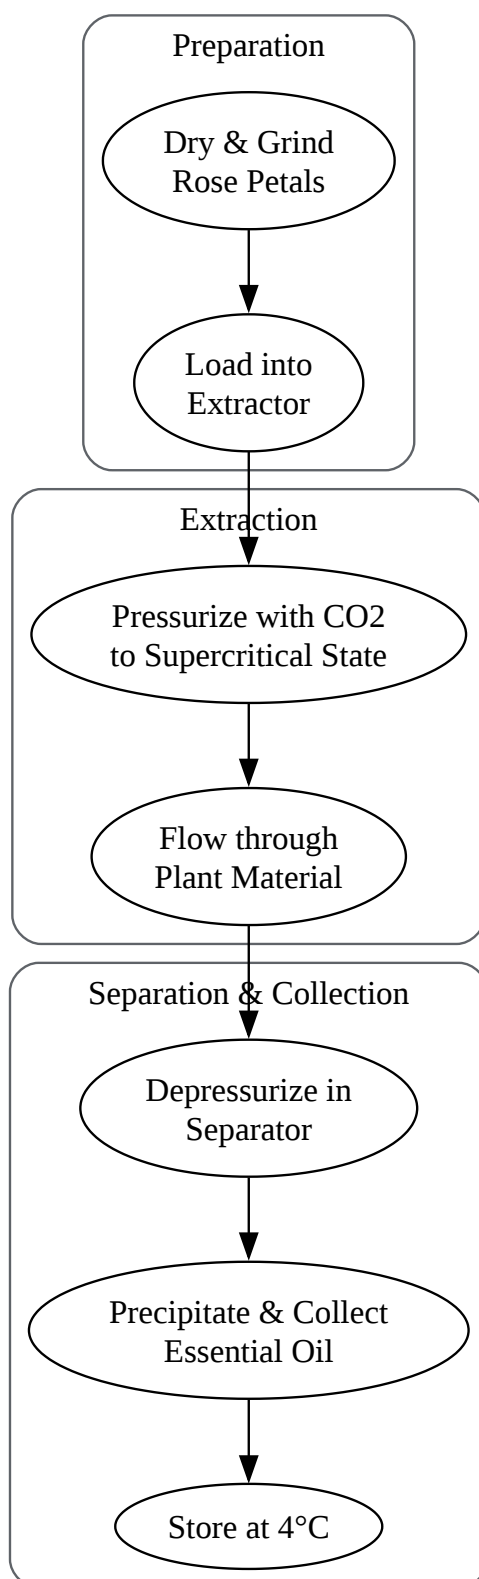 Preparation
Dry & Grind
Rose Petals
Load into
Extractor
Extraction
Pressurize with CO2
to Supercritical State
Flow through
Plant Material
Separation & Collection
Depressurize in
Separator
Precipitate & Collect
Essential Oil
Store at 4°C